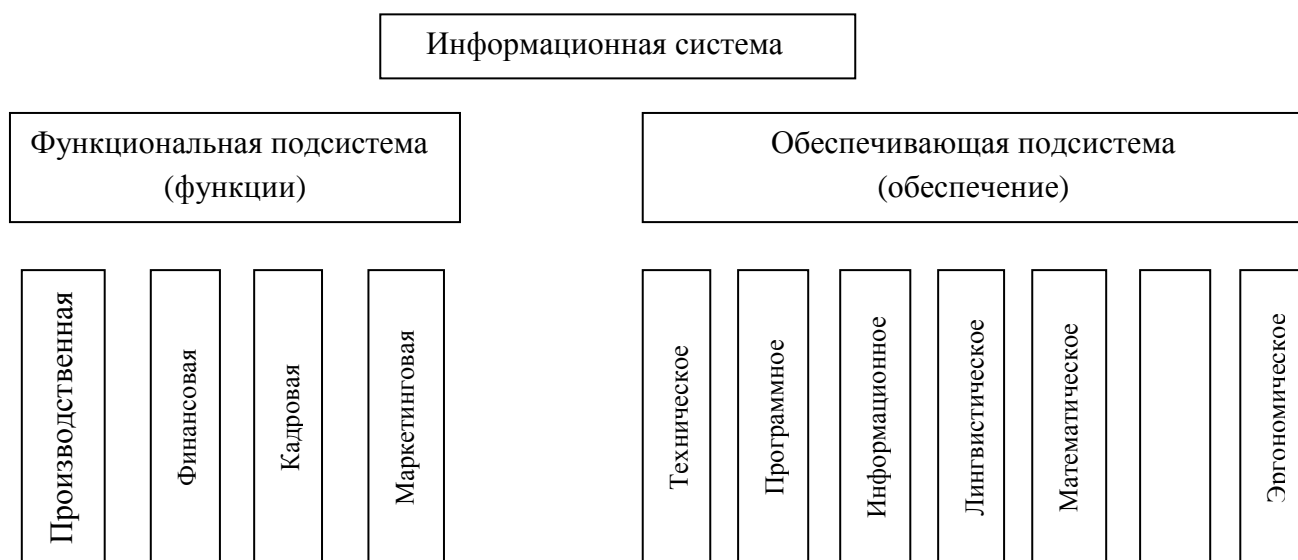 Информационная система
Функциональная подсистема
(функции)
Обеспечивающая подсистема
(обеспечение)
Производственная
Финансовая
Кадровая
Маркетинговая
Техническое
Программное
Информационное
Лингвистическое
Математическое
Эргономическое